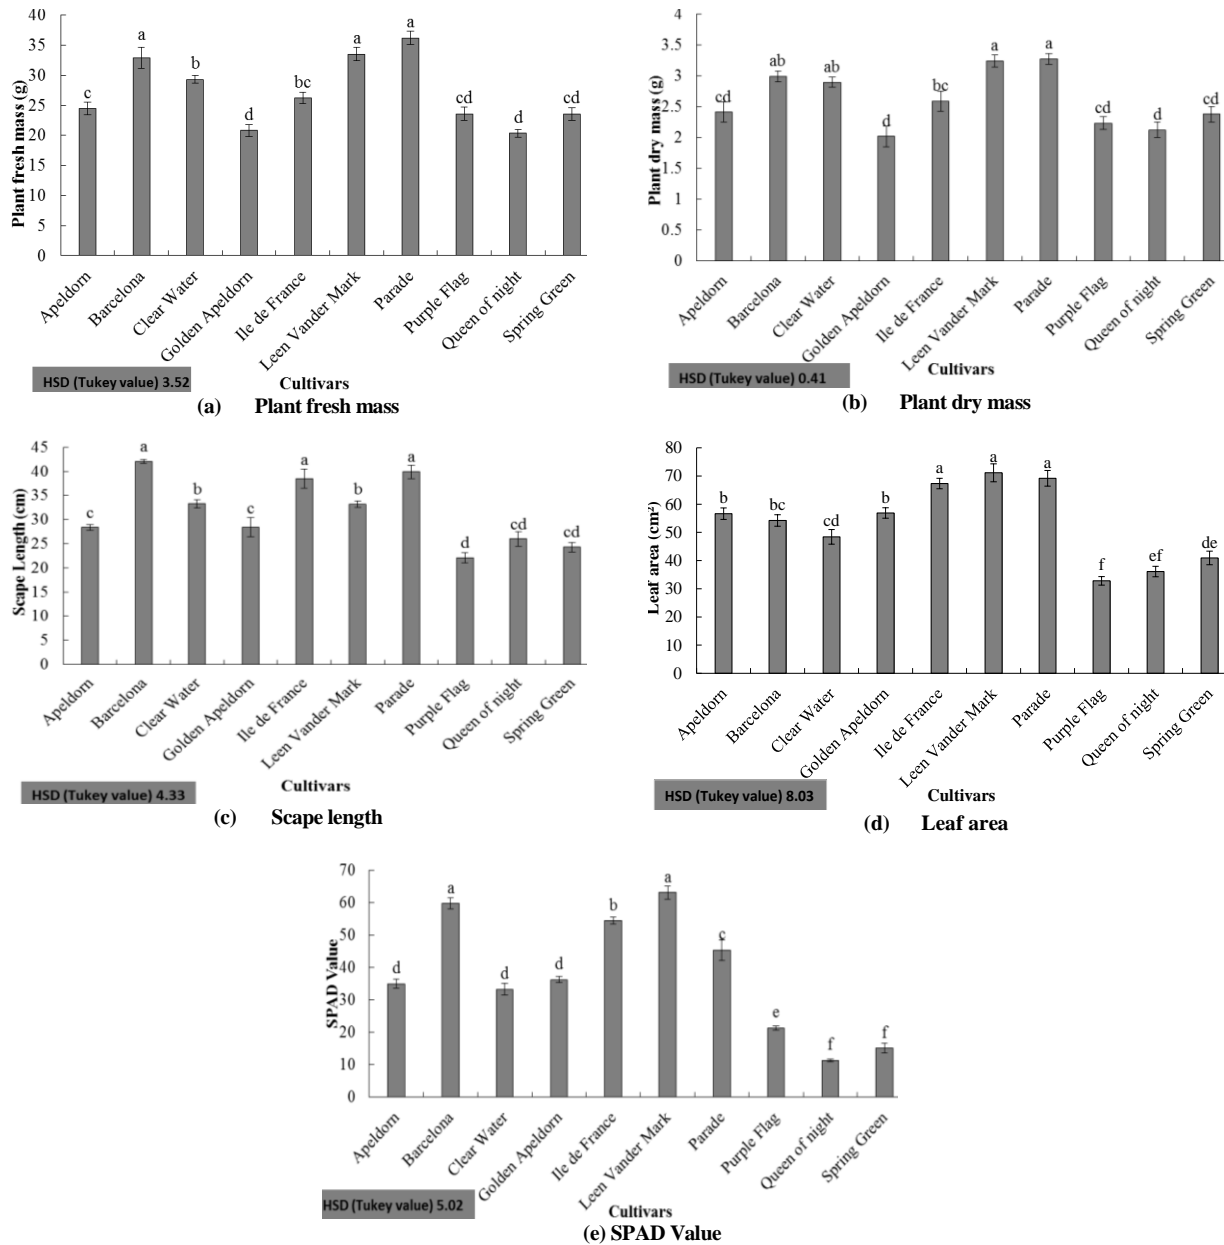 40
35
30
25
20
15
10
5
0
Plant fresh mass (g)
c
a
b
d
bc
a
a
cd
d
cd
Apeldorn
Barcelona
Clear Water
Golden Apeldorn
Ile de France
Leen Vander Mark
Parade
Purple Flag
Queen of night
Spring Green
HSD (Tukey value) 3.52
Cultivars
(a) Plant fresh mass
4
3.5
3
2.5
2
1.5
1
0.5
0
Plant dry mass (g)
cd
ab
ab
d
bc
a
a
cd
d
cd
Apeldorn
Barcelona
Clear Water
Golden Apeldorn
Ile de France
Leen Vander Mark
Parade
Purple Flag
Queen of night
Spring Green
HSD (Tukey value) 0.41
Cultivars
(b) Plant dry mass
45
40
35
30
25
20
15
10
5
0
Scape Length (cm)
c
a
b
c
a
b
a
d
cd
cd
Apeldorn
Barcelona
Clear Water
Golden Apeldorn
Ile de France
Leen Vander Mark
Parade
Purple Flag
Queen of night
Spring Green
HSD (Tukey value) 4.33
Cultivars
(c) Scape length
80
70
60
50
40
30
20
10
0
Leaf area (cm²)
b
bc
cd
b
a
a
a
f
ef
de
Apeldorn
Barcelona
Clear Water
Golden Apeldorn
Ile de France
Leen Vander Mark
Parade
Purple Flag
Queen of night
Spring Green
HSD (Tukey value) 8.03
Cultivars
(d) Leaf area
70
60
50
40
30
20
10
0
SPAD Value
d
a
d
d
b
a
c
e
f
f
Apeldorn
Barcelona
Clear Water
Golden Apeldorn
Ile de France
Leen Vander Mark
Parade
Purple Flag
Queen of night
Spring Green
HSD (Tukey value) 5.02
Cultivars
(e) SPAD Value